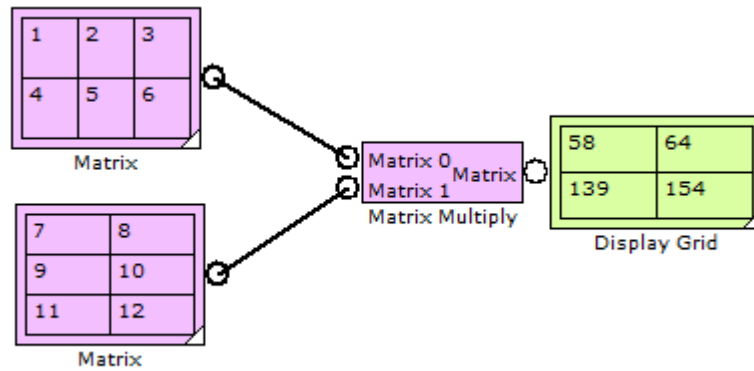 1 2 3
4 5 6
Matrix
7 8
9 10
11 12
Matrix
Matrix 0
Matrix
Matrix 1
Matrix Multiply
58 64
139 154
Display Grid